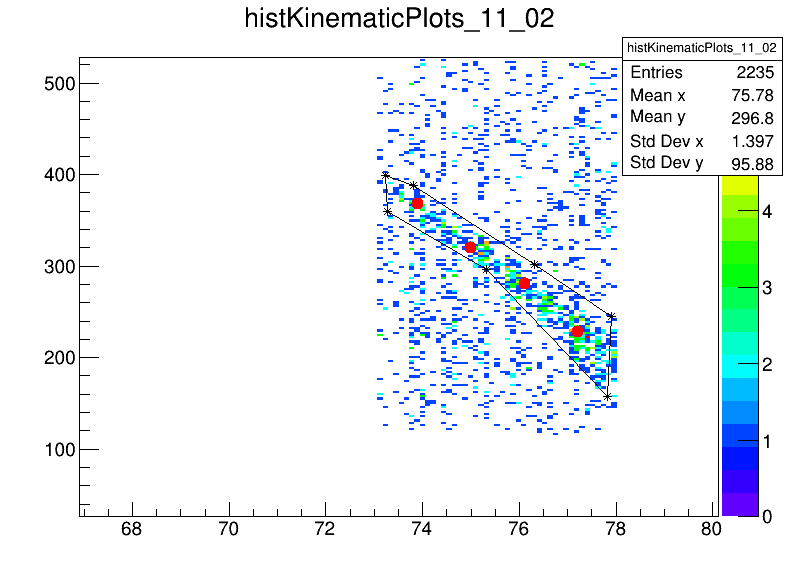 histKinematicPlots_11_02
histKinematicPlots_11_02
Entries 2235
Mean x 75.78
Mean y 296.8
Std Dev x 1.397
Std Dev y 95.88
500
400
300
200
100
68 70 72 74 76 78 80
4
3
2
1
0